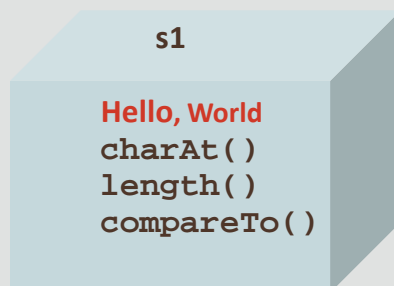 s1
Hello, World
charAt()
length()
compareTo()